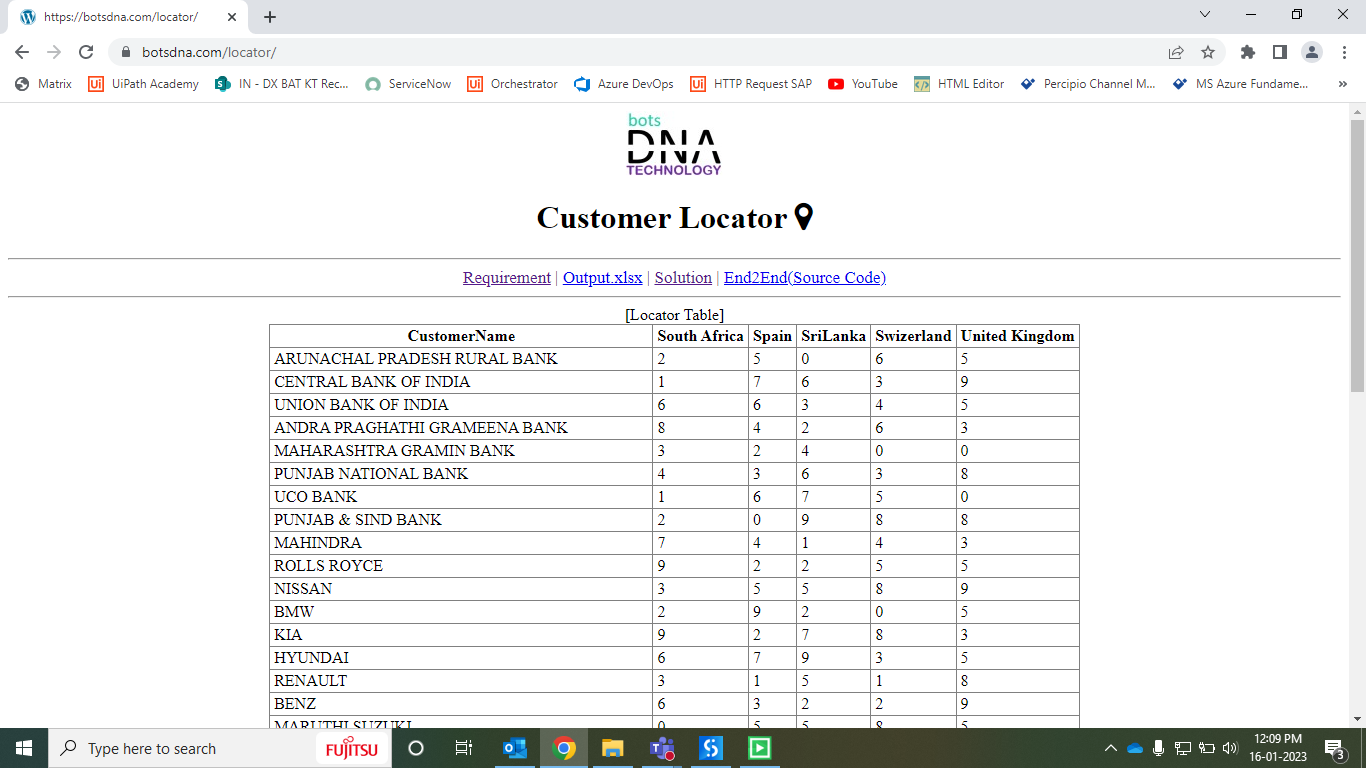 https://botsdna.com/locator/
botsdna.com/locator/
Matrix UiPath Academy IN - DX BAT KT Rec... ServiceNow Orchestrator Azure DevOps HTTP Request SAP YouTube HTML Editor Percipio Channel M... MS Azure Fundame... »
bots
DNA
TECHNOLOGY
Customer Locator
Requirement | Output.xlsx | Solution | End2End(Source Code)
[Locator Table]
CustomerName South Africa Spain SriLanka Swizerland United Kingdom
ARUNACHAL PRADESH RURAL BANK 2 5 0 6 5
CENTRAL BANK OF INDIA 1 7 6 3 9
UNION BANK OF INDIA 6 6 3 4 5
ANDRA PRAGHATHI GRAMEENA BANK 8 4 2 6 3
MAHARASHTRA GRAMIN BANK 3 2 4 0 0
PUNJAB NATIONAL BANK 4 3 6 3 8
UCO BANK 1 6 7 5 0
PUNJAB & SIND BANK 2 0 9 8 8
MAHINDRA 7 4 1 4 3
ROLLS ROYCE 9 2 2 5 5
NISSAN 3 5 5 8 9
BMW 2 9 2 0 5
KIA 9 2 7 8 3
HYUNDAI 6 7 9 3 5
RENAULT 3 1 5 1 8
BENZ 6 3 2 2 9
MARUTHI SUZUKI 0 5 5 8 5
Type here to search FUJITSU 12:09 PM
16-01-2023 3